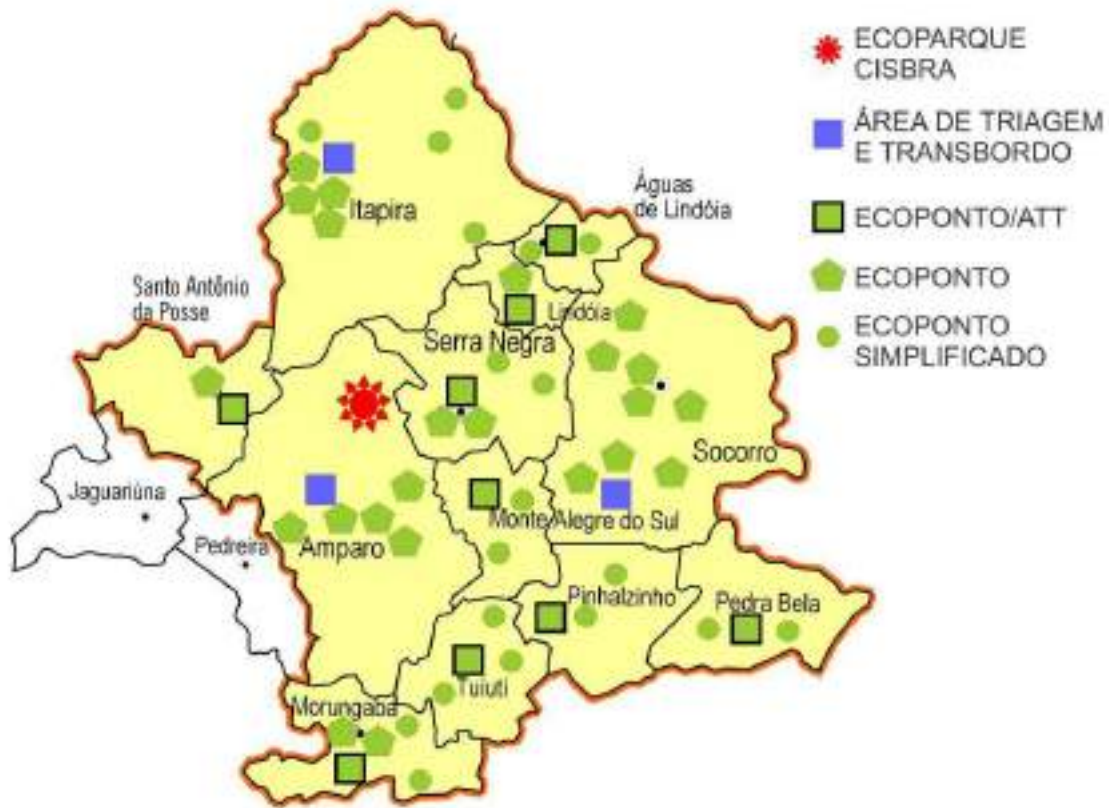 ECOPARQUE
CISBRA
ÁREA DE TRIAGEM
E TRANSBORDO
ECOPONTO/ATT
ECOPONTO
ECOPONTO
SIMPLIFICADO
Águas
de Lindóia
Itapira
Santo Antônio
da Posse
Lindóia
Serra Negra
Socorro
Jaguariúna
Monte Alegre do Sul
Pedreira
Amparo
Pinhalzinho
Pedra Bela
Tuiuti
Morungaba